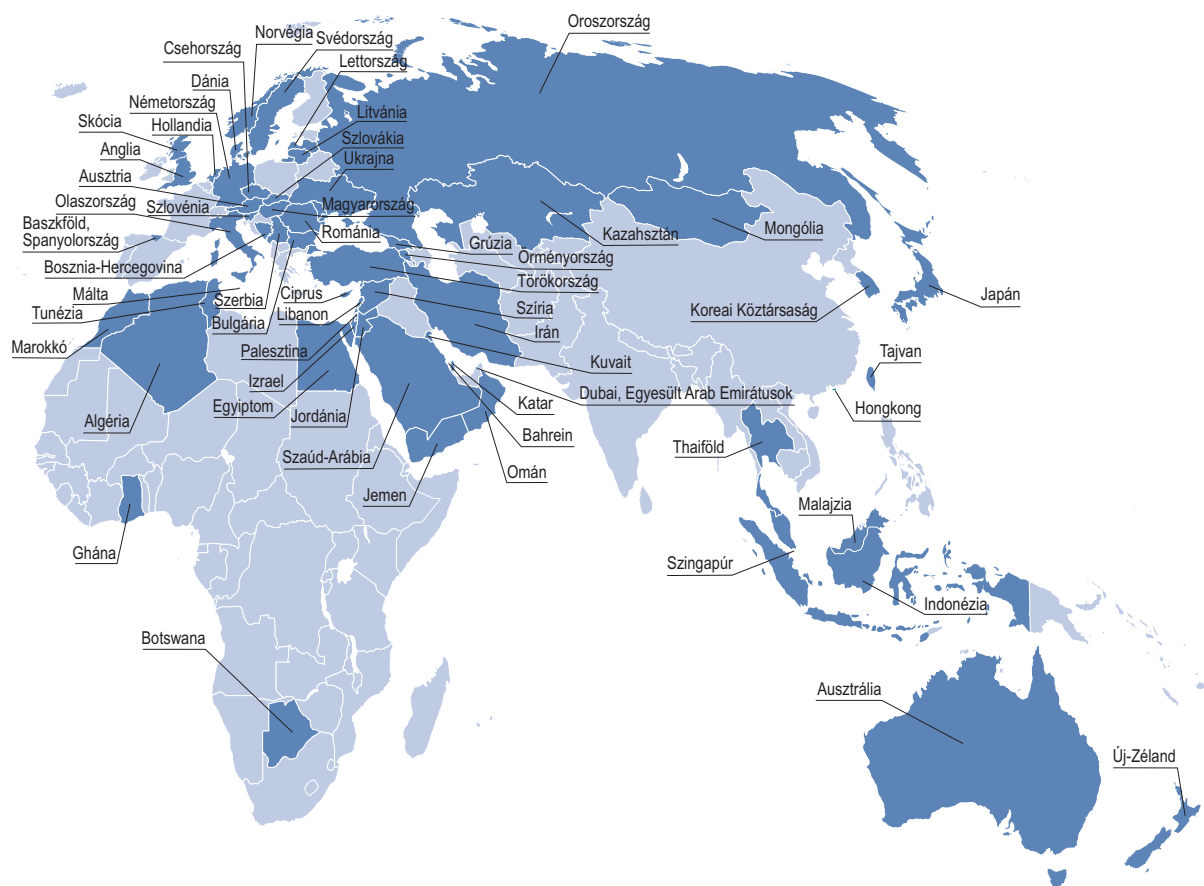 Oroszország
Norvégia
Svédország
Csehország
Lettország
Dánia
Németország
Litvánia
Skócia
Hollandia
Szlovákia
Anglia
Ukrajna
Ausztria
Olaszország
Szlovénia
Magyarország
Baszkföld,
Spanyolország
Románia
Kazahsztán
Mongólia
Grúzia
Bosznia-Hercegovina
Örményország
Törökország
Málta
Szerbia
Ciprus
Szíria
Koreai Köztársaság
Japán
Tunézia
Bulgária
Libanon
Irán
Marokkó
Palesztina
Kuvait
Tajvan
Izrael
Egyiptom
Jordánia
Katar
Dubai, Egyesült Arab Emirátusok
Hongkong
Algéria
Bahrein
Thaiföld
Szaúd-Arábia
Omán
Jemen
Malajzia
Ghána
Szingapúr
Indonézia
Botswana
Ausztrália
Új-Zéland